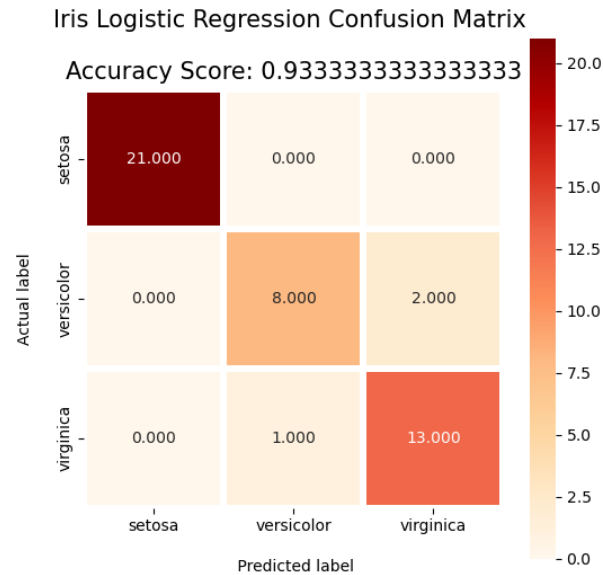 Iris Logistic Regression Confusion Matrix
Accuracy Score: 0.9333333333333333
20.0
17.5
15.0
12.5
10.0
7.5
5.0
2.5
0.0
Actual label
setosa
21.000 0.000 0.000
versicolor
0.000 8.000 2.000
virginica
0.000 1.000 13.000
setosa versicolor virginica
Predicted label